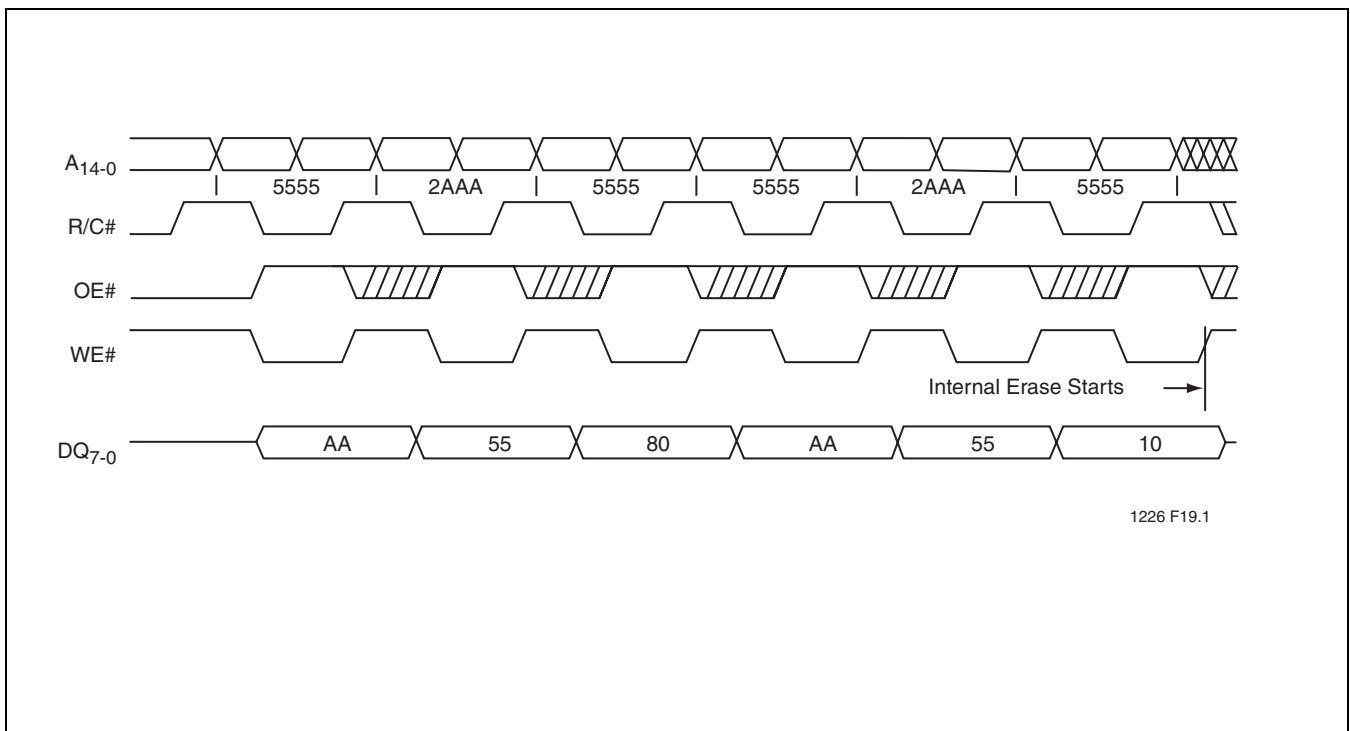 A14-0
| 5555 | 2AAA | 5555 | 5555 | 2AAA | 5555 |
R/C#
OE#
WE#
Internal Erase Starts
DQ7-0
AA 55 80 AA 55 10
1226 F19.1